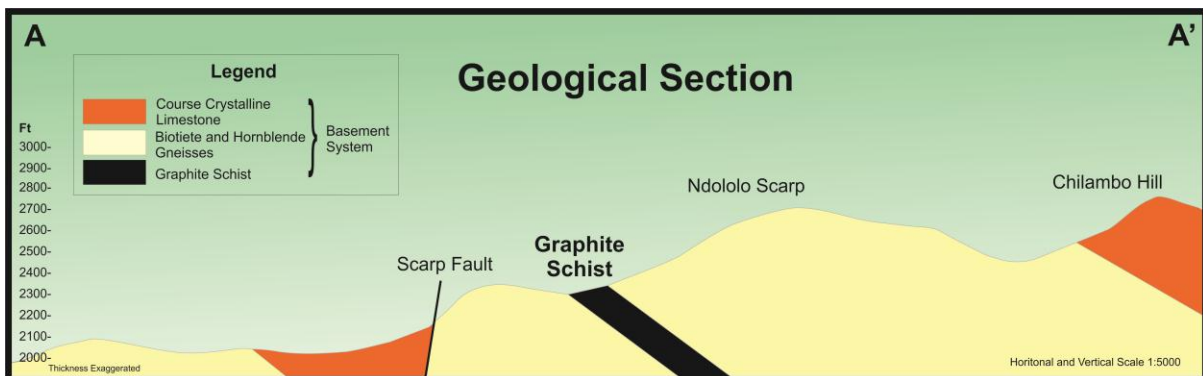 A
A'
Geological Section
Legend
Course Crystalline
Limestone
Biotiete and Hornblende
Gneisses
Graphite Schist
Basement
System
Ft
3000-
2900-
2800-
2700-
2600-
2500-
2400-
2300-
2200-
2100-
2000-
Scarp Fault
Graphite
Schist
Ndololo Scarp
Chilambo Hill
Thickness Exaggerated
Horitonal and Vertical Scale 1:5000